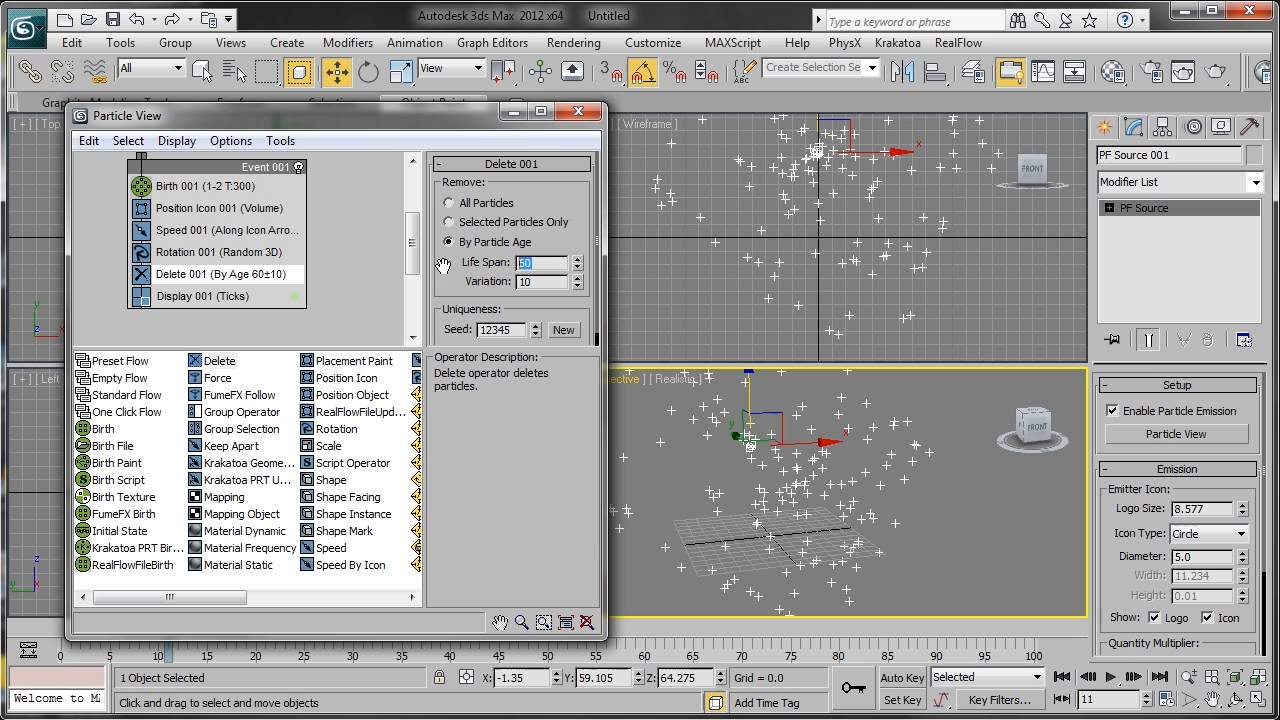 Autodesk 3ds Max 2012 x64 Untitled
Type a keyword or phrase
Edit Tools Group Views Create Modifiers Animation Graph Editors Rendering Customize MAXScript Help PhysX Krakatoa RealFlow
All View Create Selection Se
Particle View
Edit Select Display Options Tools
Event 001
Birth 001 (1-2 T:300)
Position Icon 001 (Volume)
Speed 001 (Along Icon Arro...
Rotation 001 (Random 3D)
Delete 001 (By Age 60±10)
Display 001 (Ticks)
Delete 001
Remove:
All Particles
Selected Particles Only
By Particle Age
Life Span: 50
Variation: 10
Uniqueness:
Seed: 12345 New
Preset Flow
Empty Flow
Standard Flow
One Click Flow
Birth
Birth File
Birth Paint
Birth Script
Birth Texture
FumeFX Birth
Initial State
Krakatoa PRT Bir...
RealFlowFileBirth
Delete
Force
FumeFX Follow
Group Operator
Group Selection
Keep Apart
Krakatoa Geome...
Krakatoa PRT U...
Mapping
Mapping Object
Material Dynamic
Material Frequency
Material Static
Placement Paint
Position Icon
Position Object
RealFlowFileUpd...
Rotation
Scale
Script Operator
Shape
Shape Facing
Shape Instance
Shape Mark
Speed
Speed By Icon
Operator Description:
Delete operator deletes
particles.
[ + ] [ Top
Wireframe ]
[ + ] [ Left
ective ] [ Realistic ]
FRONT
FRONT
x
x
y
y
z
x
z
y
PF Source 001
Modifier List
PF Source
Setup
Enable Particle Emission
Particle View
Emission
Emitter Icon:
Logo Size: 8.577
Icon Type: Circle
Diameter: 5.0
Width: 11.234
Height: 0.01
Show: Logo Icon
Quantity Multiplier:
0 5 10 15 20 25 30 35 40 45 50 55 60 65 70 75 80 85 90 95 100
1 Object Selected X: -1.35 Y: 59.105 Z: 64.275 Grid = 0.0 Auto Key Selected
Welcome to M
Click and drag to select and move objects Add Time Tag Set Key Key Filters... 11